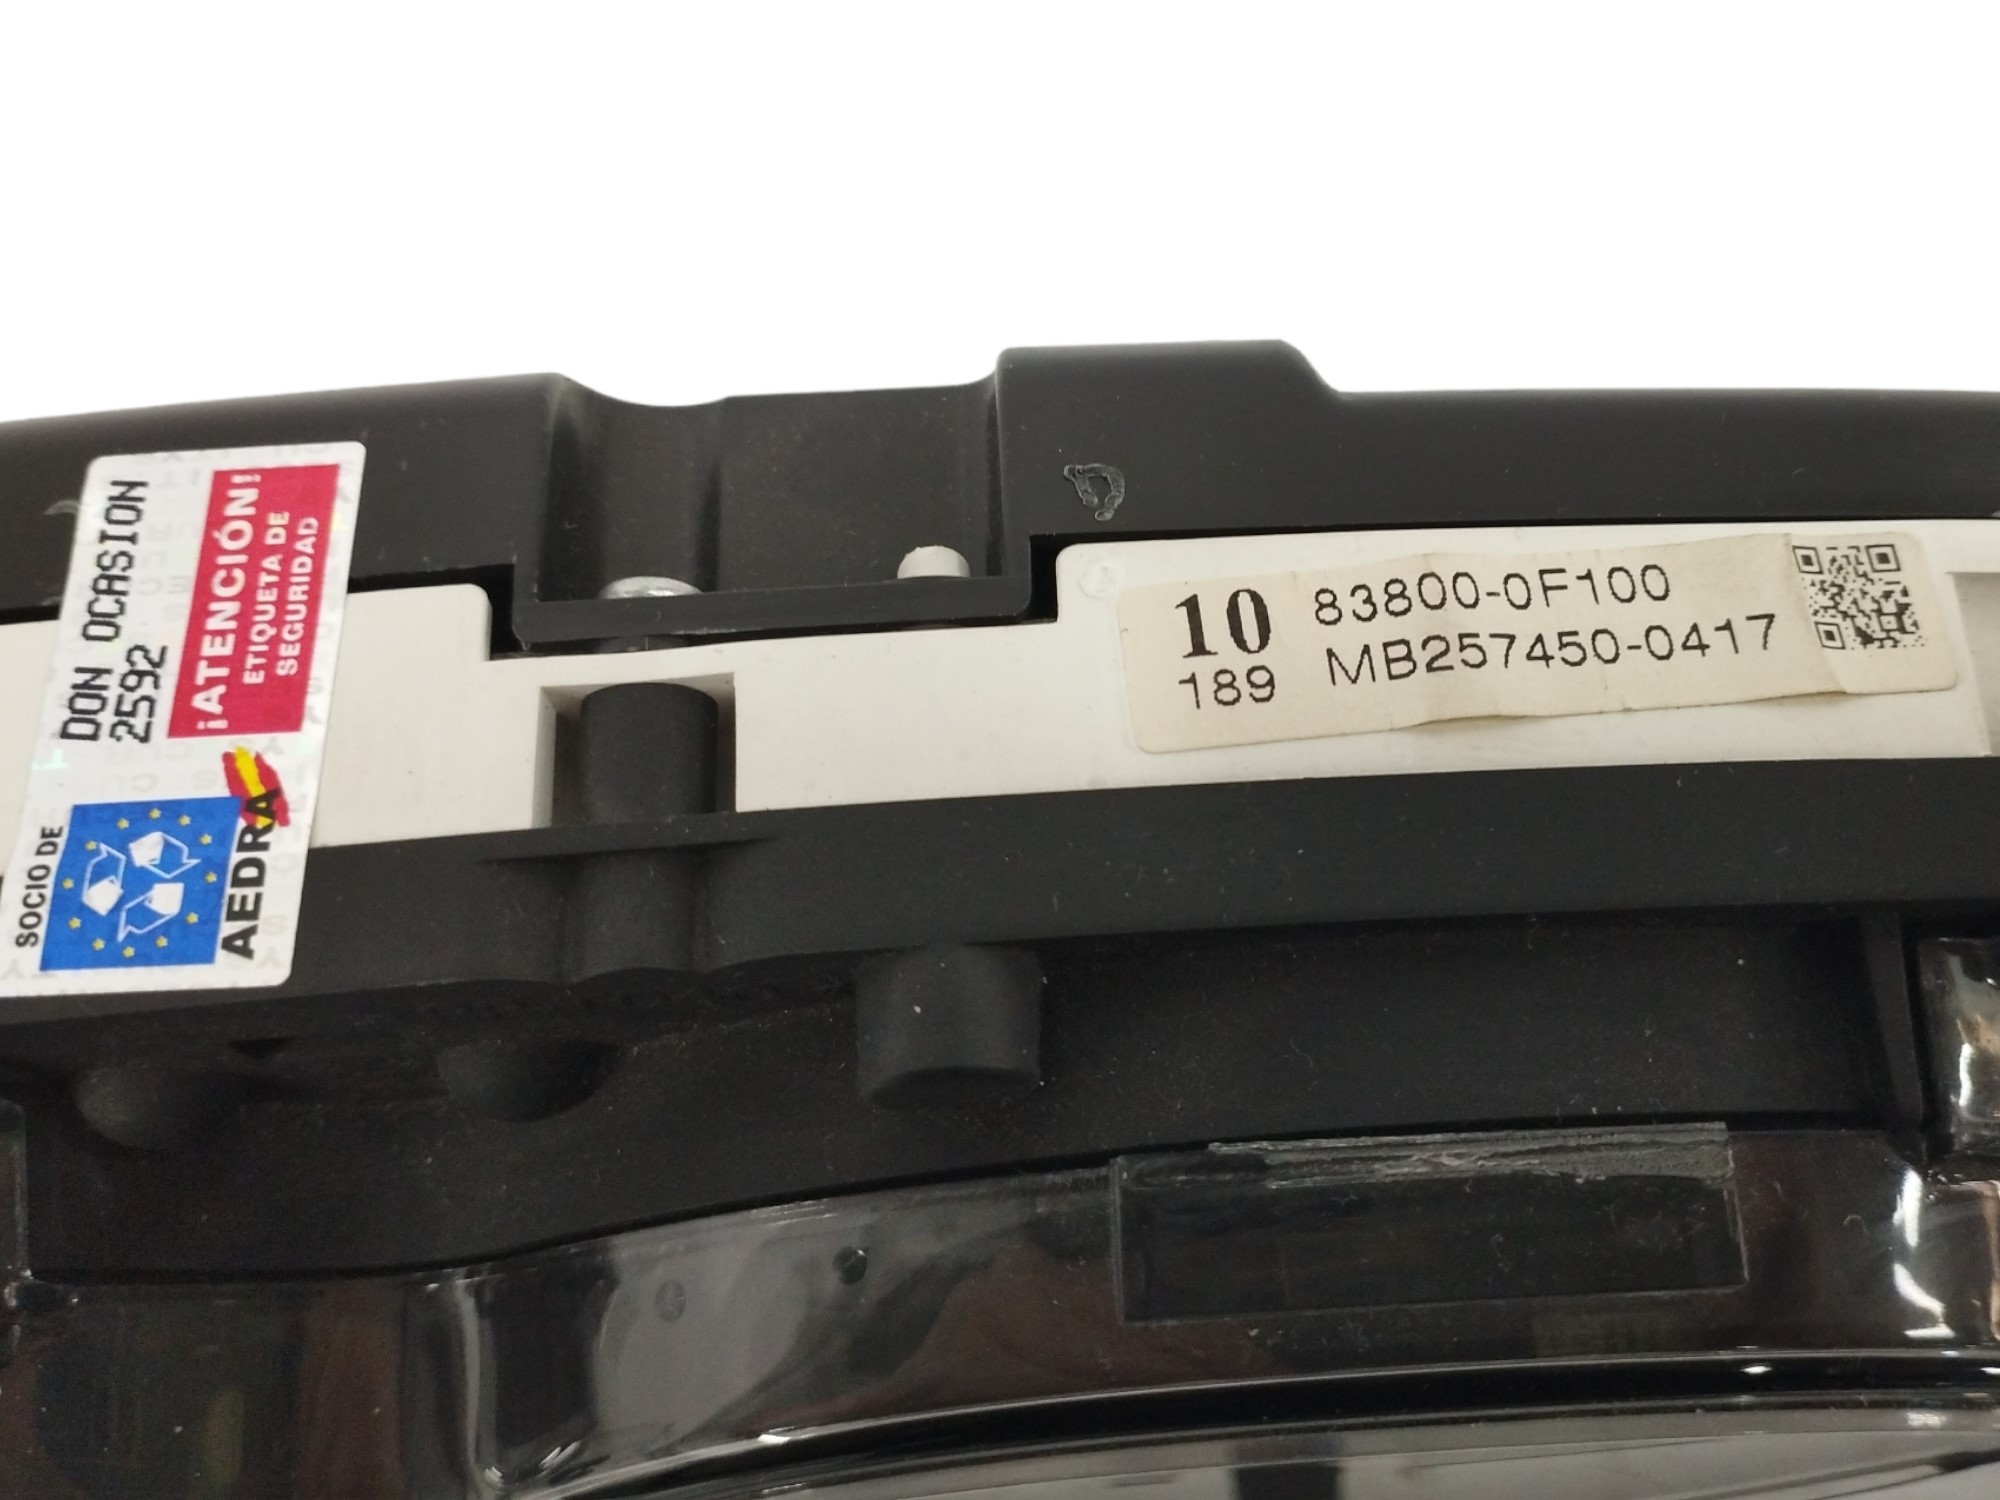 DON OCASION
2592
¡ATENCIÓN!
ETIQUETA DE
SEGURIDAD
SOCIO DE
AEDRA
10
189
83800-0F100
MB257450-0417